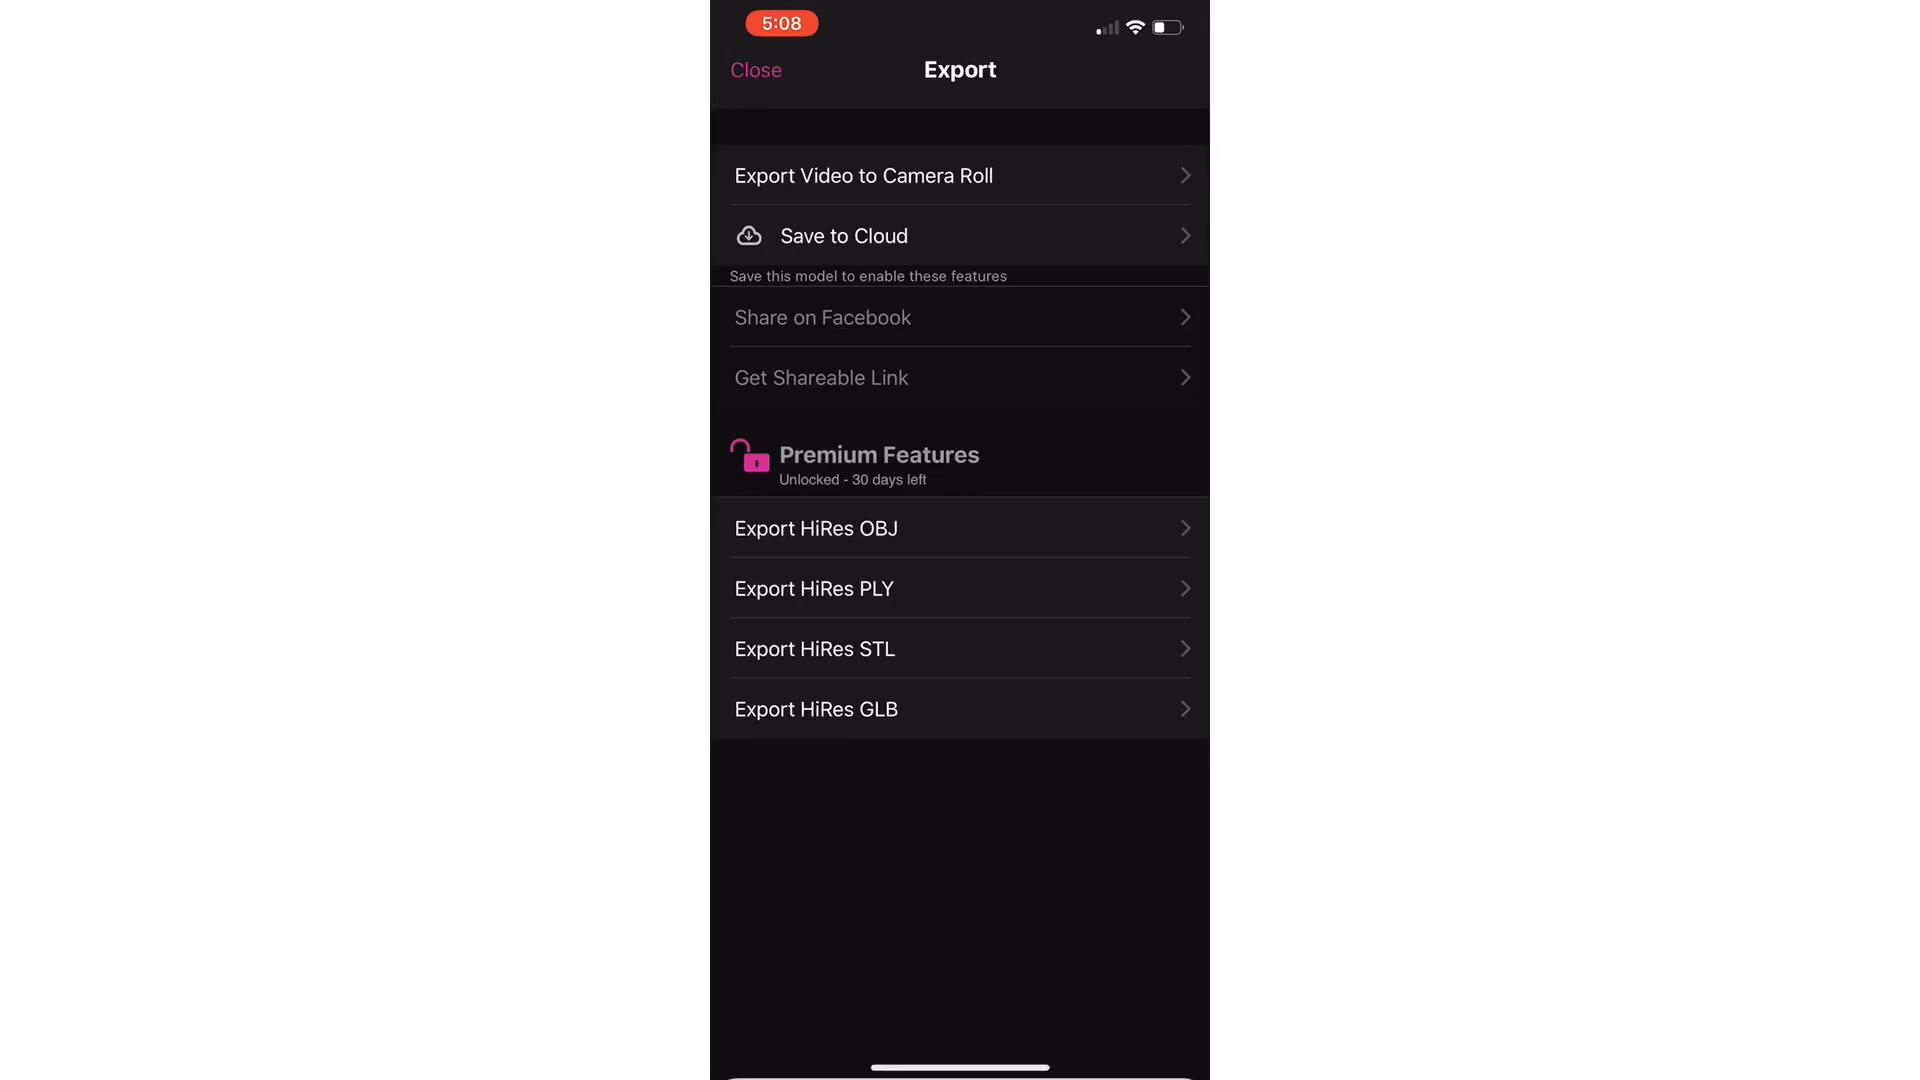 5:08
Close
Export
Export Video to Camera Roll
Save to Cloud
Save this model to enable these features
Share on Facebook
Get Shareable Link
Premium Features
Unlocked - 30 days left
Export HiRes OBJ
Export HiRes PLY
Export HiRes STL
Export HiRes GLB